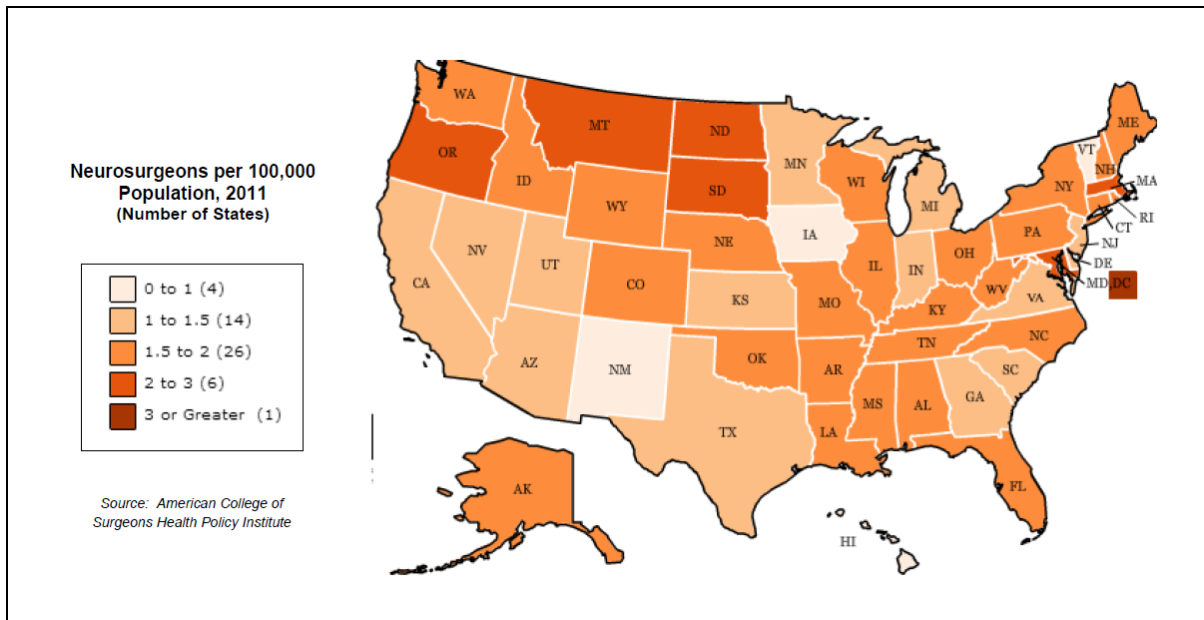 Neurosurgeons per 100,000
Population, 2011
(Number of States)
0 to 1 (4)
1 to 1.5 (14)
1.5 to 2 (26)
2 to 3 (6)
3 or Greater (1)
Source: American College of
Surgeons Health Policy Institute
WA
MT
ND
ME
VT
OR
MN
NH
ID
SD
WI
NY
MA
WY
MI
RI
CT
IA
PA
NE
NJ
NV
OH
IL
IN
DE
UT
CA
CO
WV
MD,DC
KS
MO
VA
KY
NC
TN
AZ
OK
NM
AR
SC
MS
AL
GA
TX
LA
FL
AK
HI